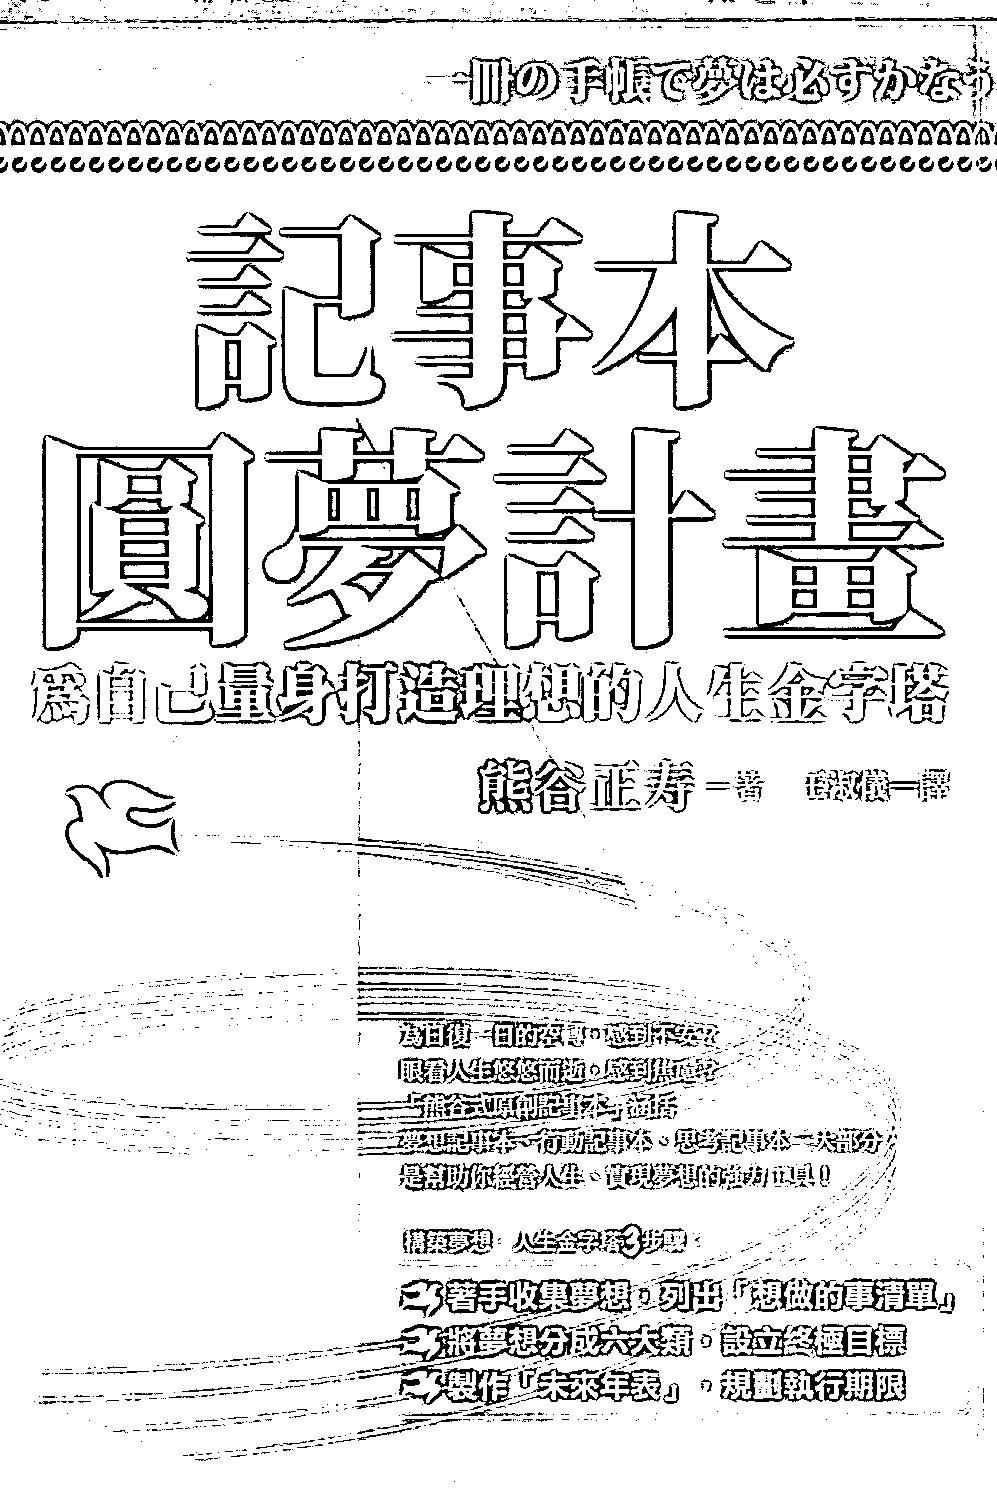 一冊の手帳で夢は必ずかなう
記事本
圓夢計畫
為自己量身打造理想的人生金字塔
熊谷正寿＝著 孫淑儀＝譯
為日復一日的空轉，感到不安？
眼看人生悠悠而逝，感到焦慮？
「熊谷式原創記事本」涵括
夢想記事本、行動記事本、思考記事本三大部分
是幫助你經營人生、實現夢想的強力工具！
構築夢想 人生金字塔3步驟：
著手收集夢想，列出「想做的事清單」
將夢想分成六大類，設立終極目標
製作「未來年表」，規劃執行期限